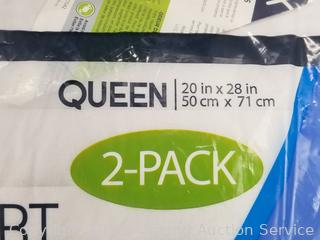 QUEEN
20 in x 28 in
50 cm x 71 cm
2-PACK
RT
Auction Service